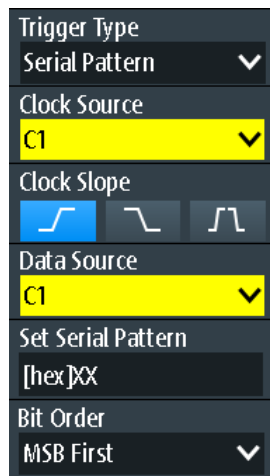 Trigger Type
Serial Pattern
Clock Source
C1
Clock Slope
Data Source
C1
Set Serial Pattern
[hex]XX
Bit Order
MSB First